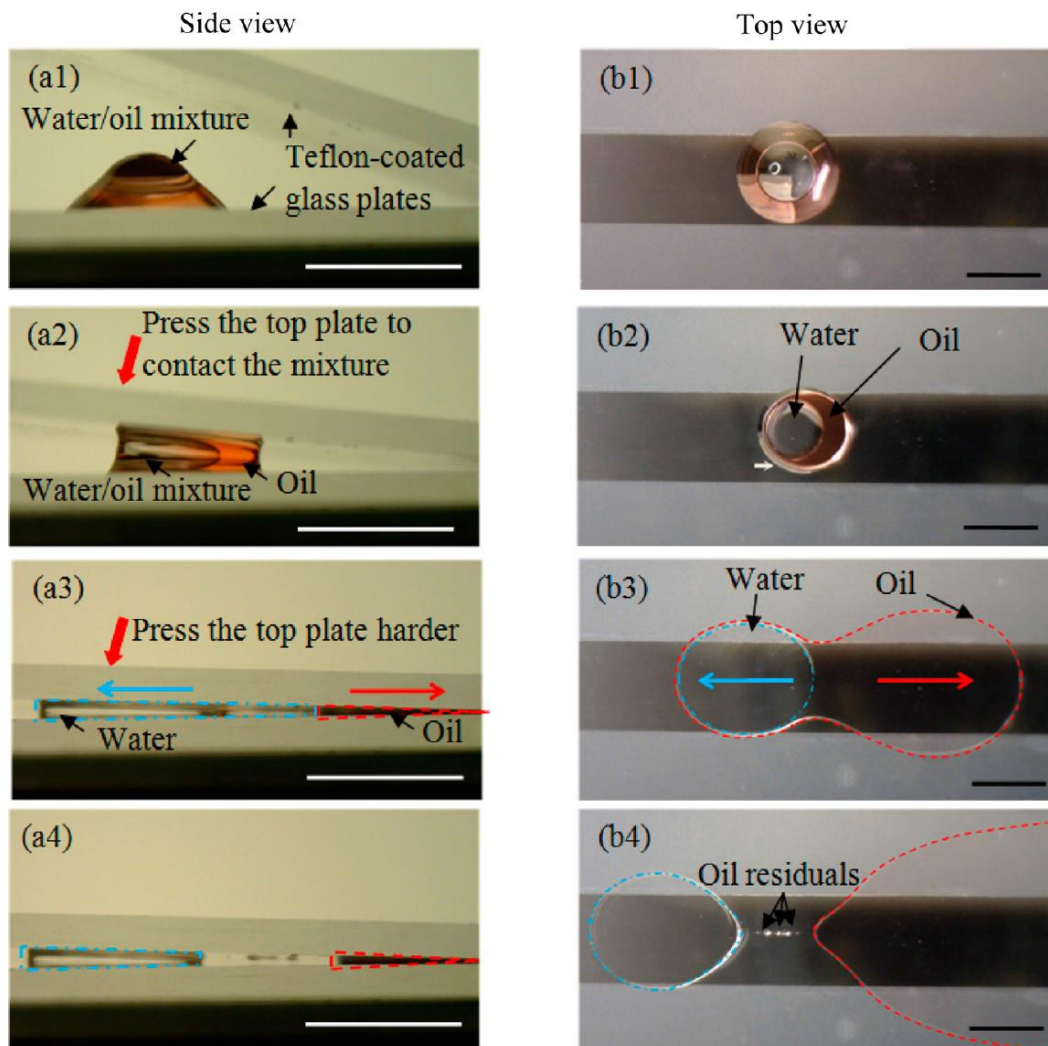 Side view
Top view
(a1)
Water/oil mixture
Teflon-coated
glass plates
(b1)
(a2)
Press the top plate to
contact the mixture
Water/oil mixture
Oil
(b2)
Water
Oil
(a3)
Press the top plate harder
Water
Oil
(b3)
Water
Oil
(a4)
(b4)
Oil residuals